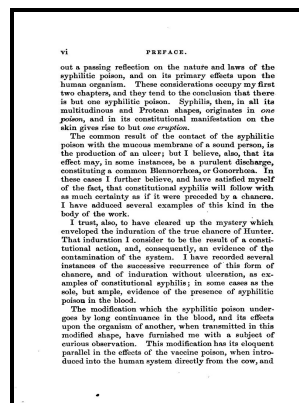 vi PREFACE.
out a passing reflection on the nature and laws of the
syphilitic poison, and on its primary effects upon the
human organism. These considerations occupy my first
two chapters, and they tend to the conclusion that there
is but one syphilitic poison. Syphilis, then, in all its
multitudinous and Protean shapes, originates in one
poison, and in its constitutional manifestation on the
skin gives rise to but one eruption.
The common result of the contact of the syphilitic
poison with the mucous membrane of a sound person, is
the production of an ulcer; but I believe, also, that its
effect may, in some instances, be a purulent discharge,
constituting a common Blennorrhœa, or Gonorrhœa. In
these cases I further believe, and have satisfied myself
of the fact, that constitutional syphilis will follow with
as much certainty as if it were preceded by a chancre.
I have adduced several examples of this kind in the
body of the work.
I trust, also, to have cleared up the mystery which
enveloped the induration of the true chancre of Hunter.
That induration I consider to be the result of a consti-
tutional action, and, consequently, an evidence of the
contamination of the system. I have recorded several
instances of the successive recurrence of this form of
chancre, and of induration without ulceration, as ex-
amples of constitutional syphilis; in some cases as the
sole, but ample, evidence of the presence of syphilitic
poison in the blood.
The modification which the syphilitic poison under-
goes by long continuance in the blood, and its effects
upon the organism of another, when transmitted in this
modified shape, have furnished me with a subject of
curious observation. This modification has its eloquent
parallel in the effects of the vaccine poison, when intro-
duced into the human system directly from the cow, and